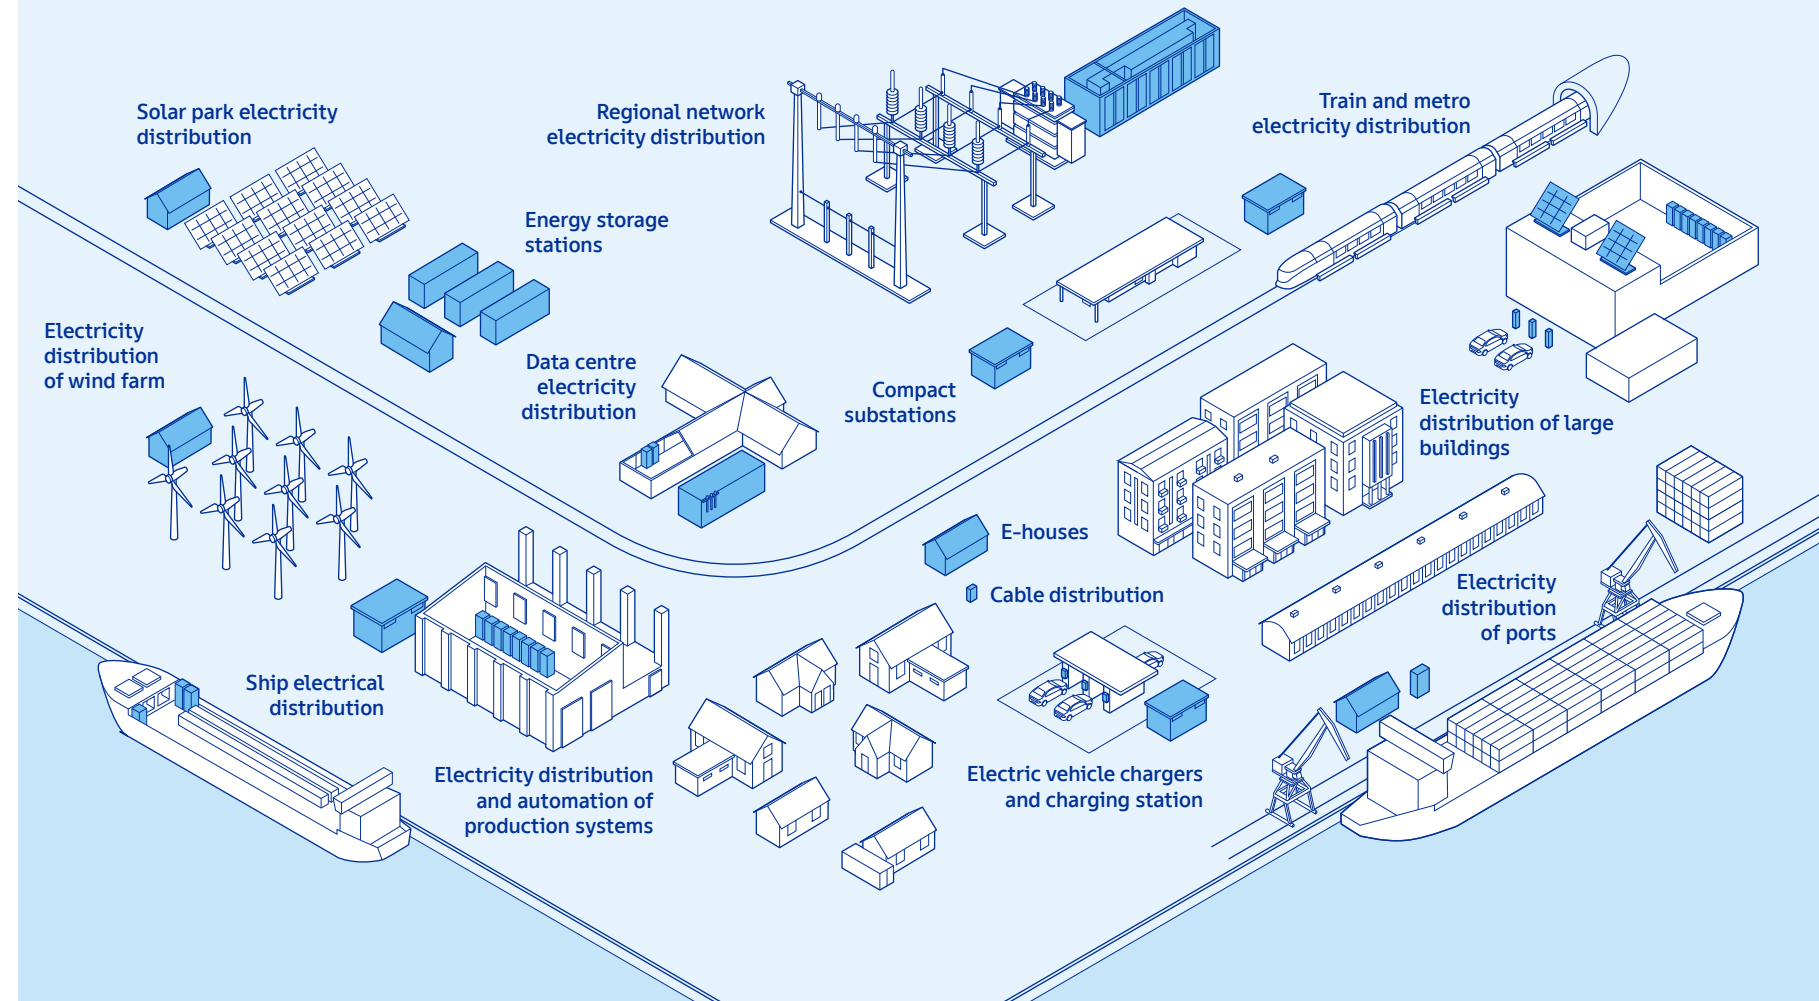 Solar park electricity
distribution
Regional network
electricity distribution
Train and metro
electricity distribution
Energy storage
stations
Electricity
distribution
of wind farm
Data centre
electricity
distribution
Compact
substations
Electricity
distribution of large
buildings
E-houses
Cable distribution
Electricity
distribution
of ports
Ship electrical
distribution
Electricity distribution
and automation of
production systems
Electric vehicle chargers
and charging station